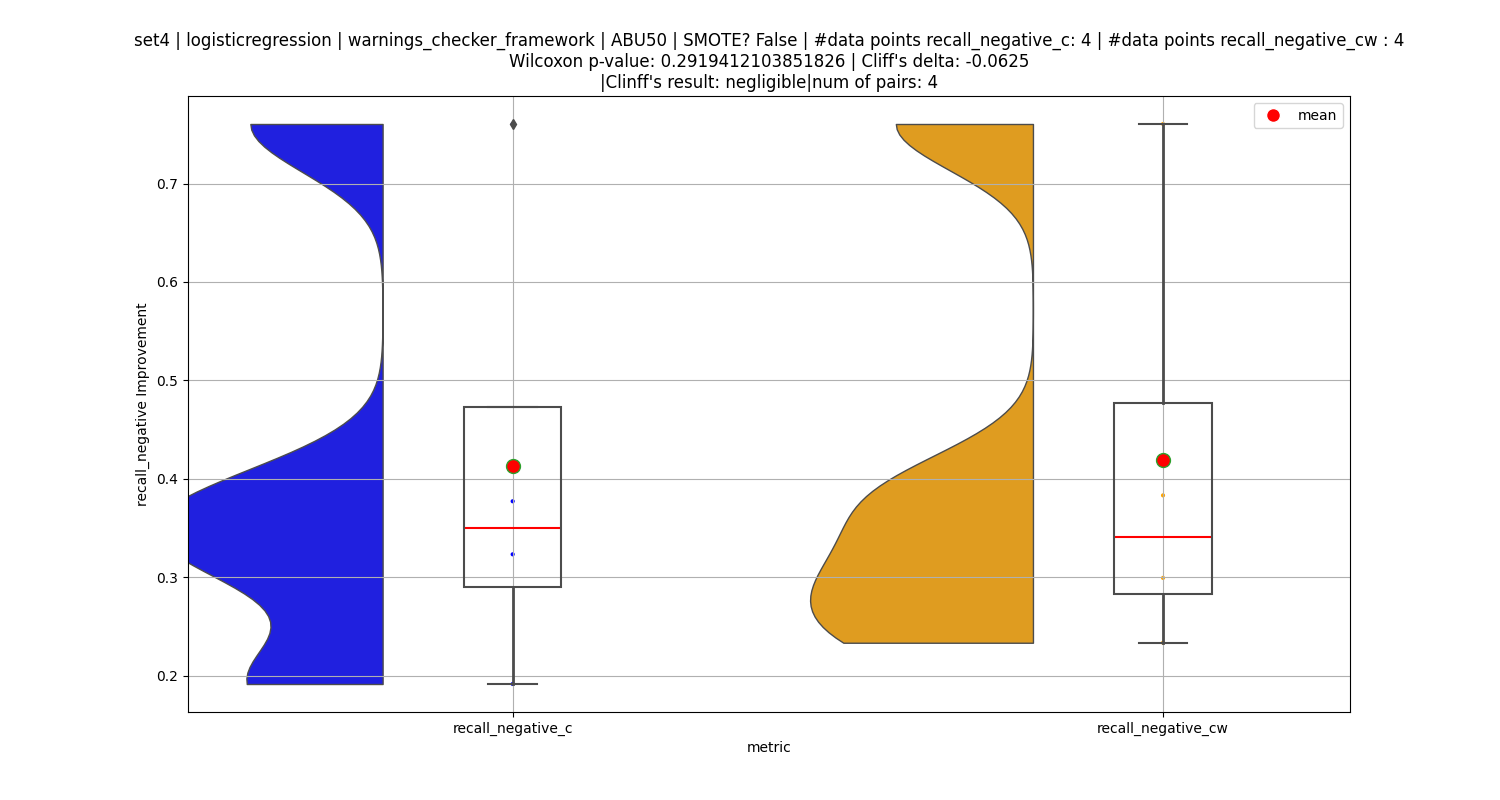 set4 | logisticregression | warnings_checker_framework | ABU50 | SMOTE? False | #data points recall_negative_c: 4 | #data points recall_negative_cw : 4
Wilcoxon p-value: 0.2919412103851826 | Cliff's delta: -0.0625
|Clinff's result: negligible|num of pairs: 4
mean
0.7
0.6
0.5
0.4
0.3
0.2
recall_negative Improvement
recall_negative_c
recall_negative_cw
metric